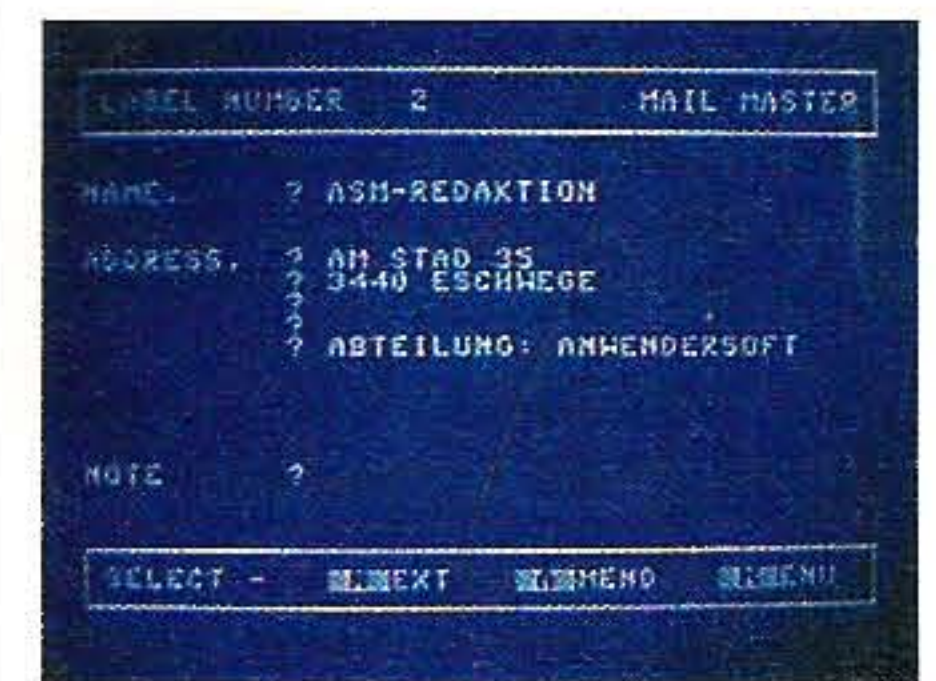 LABEL NUMBER 2 MAIL MASTER
NAME. ? ASM-REDAKTION
ADDRESS. ? AM STAD 35
? 3440 ESCHWEGE
?
?
? ABTEILUNG: ANWENDERSOFT
NOTE ?
SELECT -